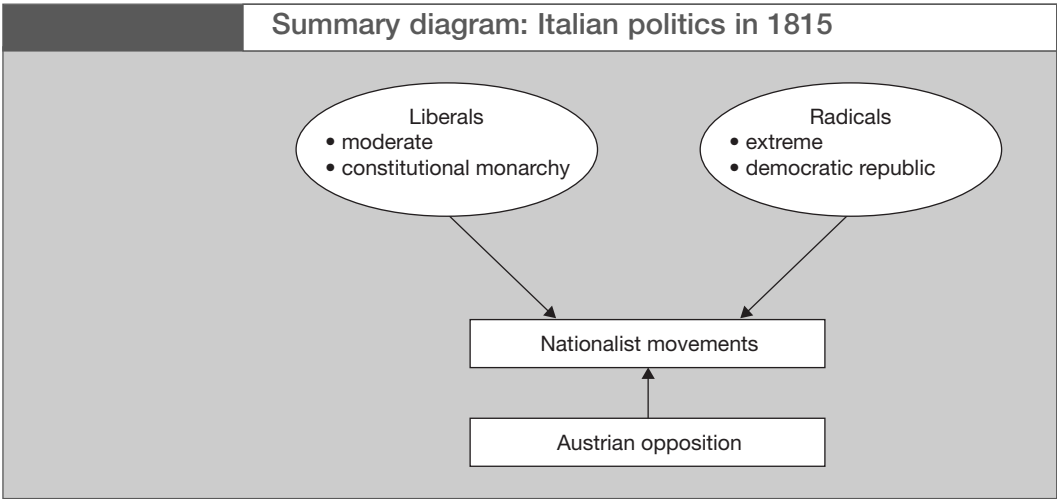 Summary diagram: Italian politics in 1815
Liberals
• moderate
• constitutional monarchy
Radicals
• extreme
• democratic republic
Nationalist movements
Austrian opposition